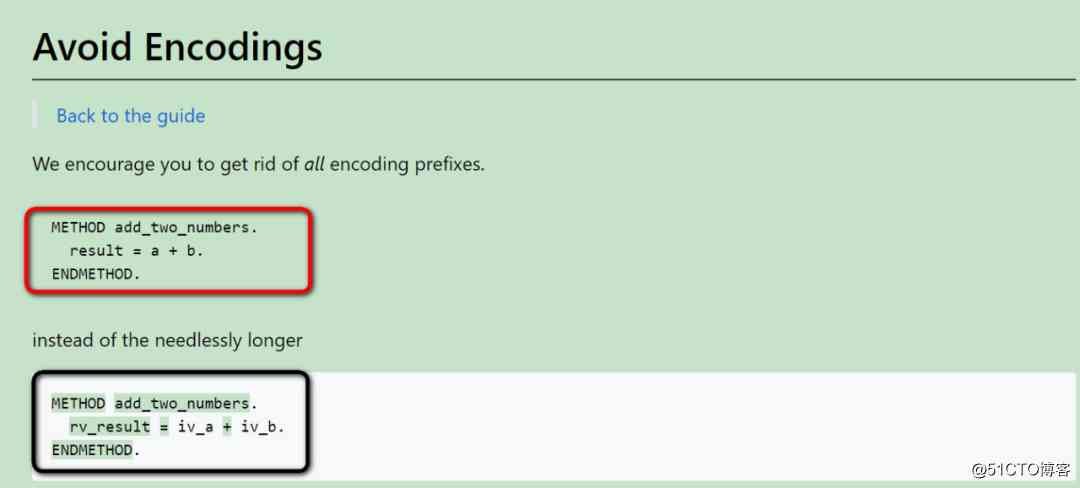 Avoid Encodings
Back to the guide
We encourage you to get rid of all encoding prefixes.
METHOD add_two_numbers.
  result = a + b.
ENDMETHOD.
instead of the needlessly longer
METHOD add_two_numbers.
  rv_result = iv_a + iv_b.
ENDMETHOD.
@51CTO博客